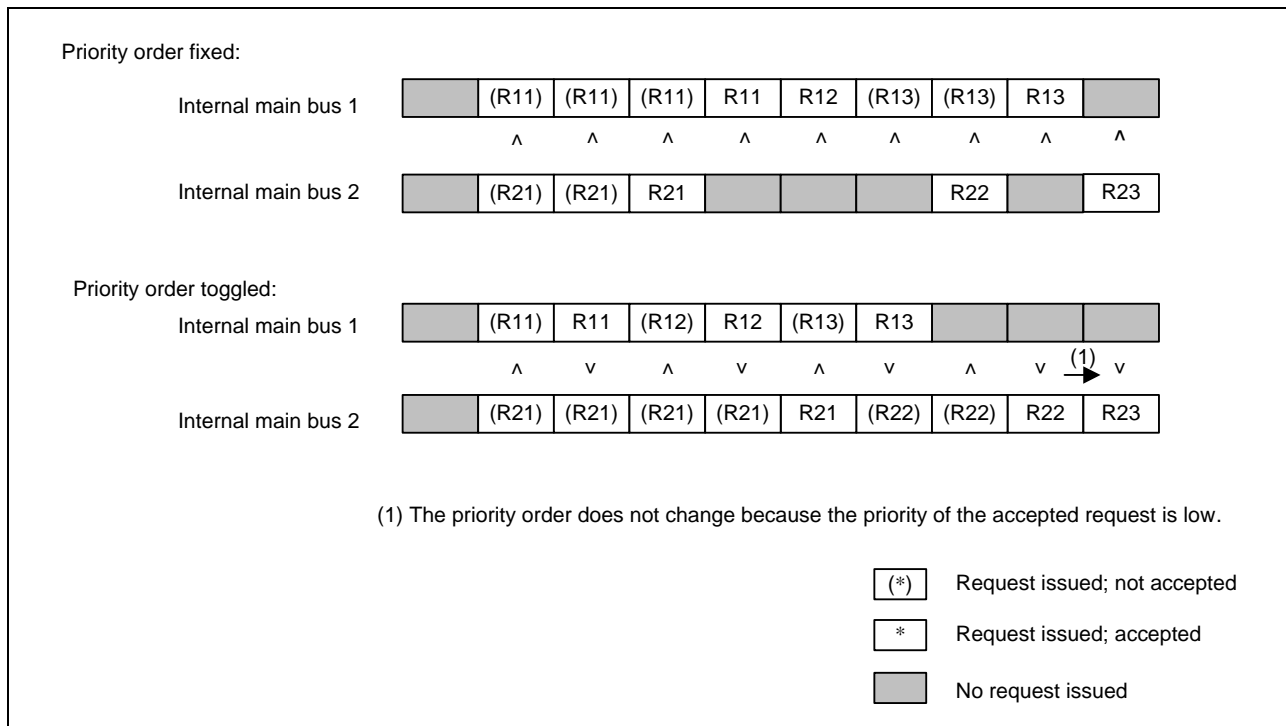 Priority order fixed:
Internal main bus 1 (R11) (R11) (R11) R11 R12 (R13) (R13) R13
^ ^ ^ ^ ^ ^ ^ ^ ^
Internal main bus 2 (R21) (R21) R21 R22 R23
Priority order toggled:
Internal main bus 1 (R11) R11 (R12) R12 (R13) R13
^ v ^ v ^ v ^ v (1) v
Internal main bus 2 (R21) (R21) (R21) (R21) R21 (R22) (R22) R22 R23
(1) The priority order does not change because the priority of the accepted request is low.
(*) Request issued; not accepted
* Request issued; accepted
No request issued